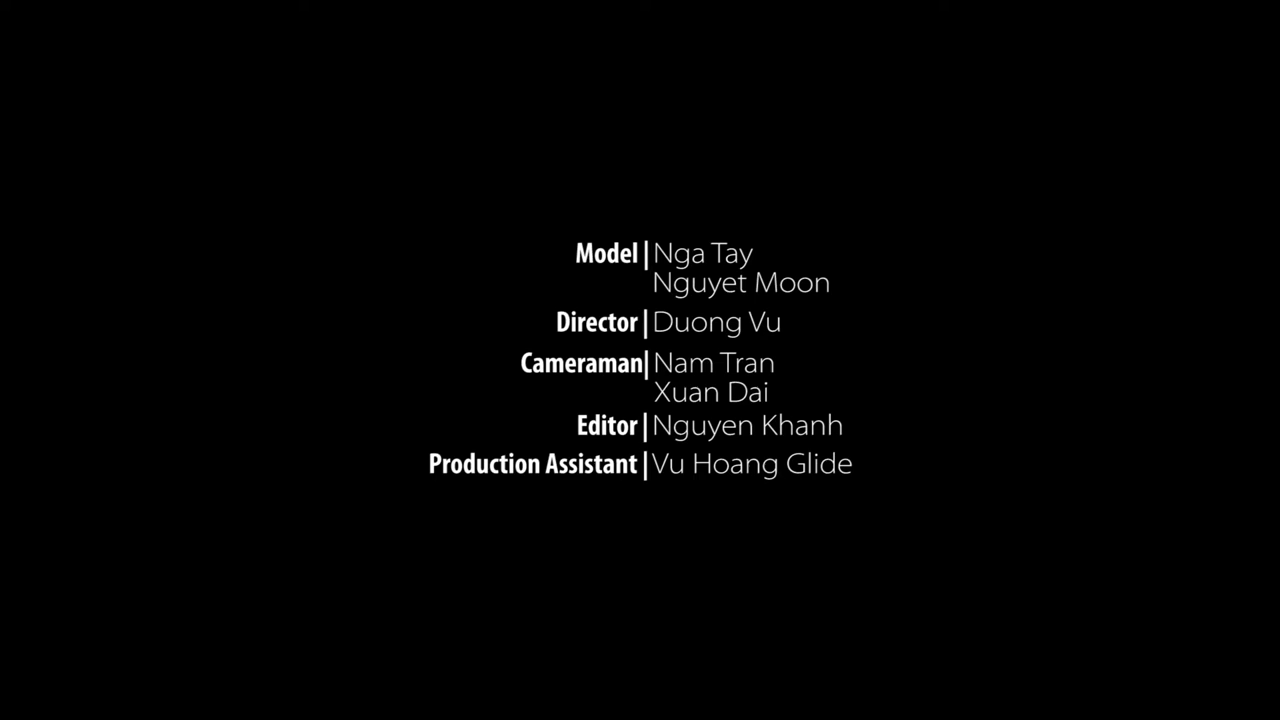 Model | Nga Tay
Nguyet Moon
Director | Duong Vu
Cameraman | Nam Tran
Xuan Dai
Editor | Nguyen Khanh
Production Assistant | Vu Hoang Glide